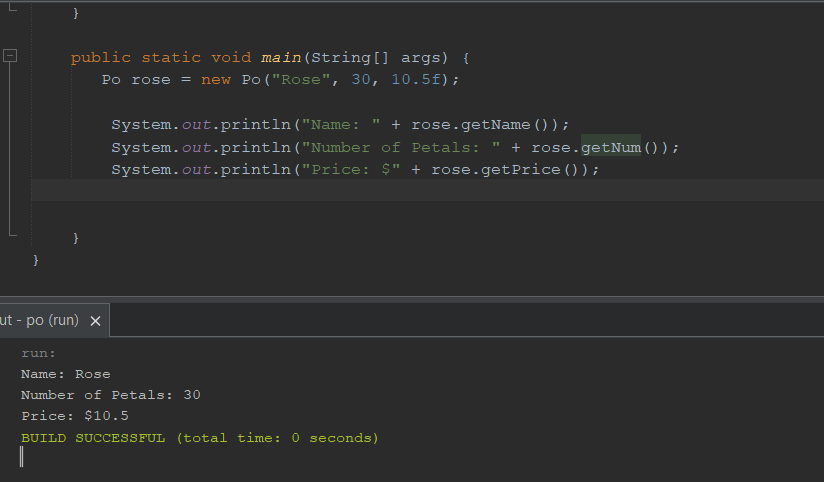 }
public static void main(String[] args) {
Po rose = new Po("Rose", 30, 10.5f);
System.out.println("Name: " + rose.getName());
System.out.println("Number of Petals: " + rose.getNum());
System.out.println("Price: $" + rose.getPrice());
}
}
ut - po (run) ×
run:
Name: Rose
Number of Petals: 30
Price: $10.5
BUILD SUCCESSFUL (total time: 0 seconds)